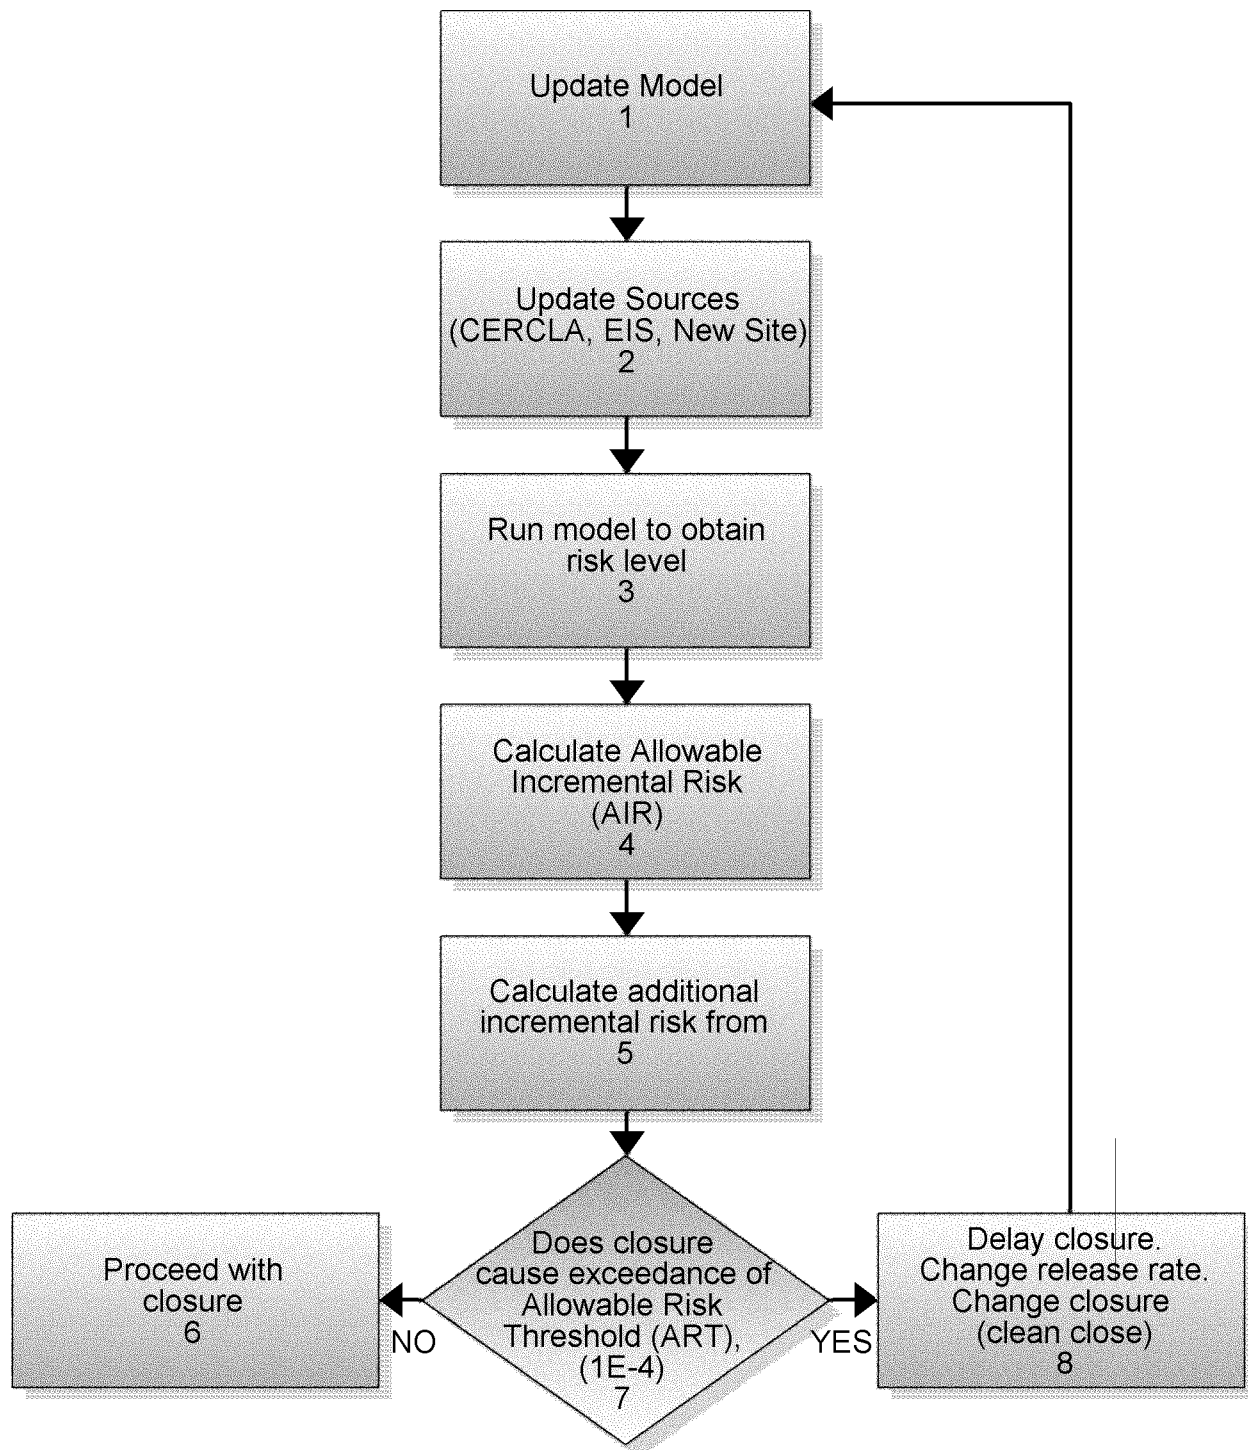 Update Model
1
Update Sources
(CERCLA, EIS, New Site)
2
Run model to obtain
risk level
3
Calculate Allowable
Incremental Risk
(AIR)
4
Calculate additional
incremental risk from
5
Does closure
cause exceedance of
Allowable Risk
Threshold (ART),
(1E-4)
7
NO
YES
Proceed with
closure
6
Delay closure.
Change release rate.
Change closure
(clean close)
8